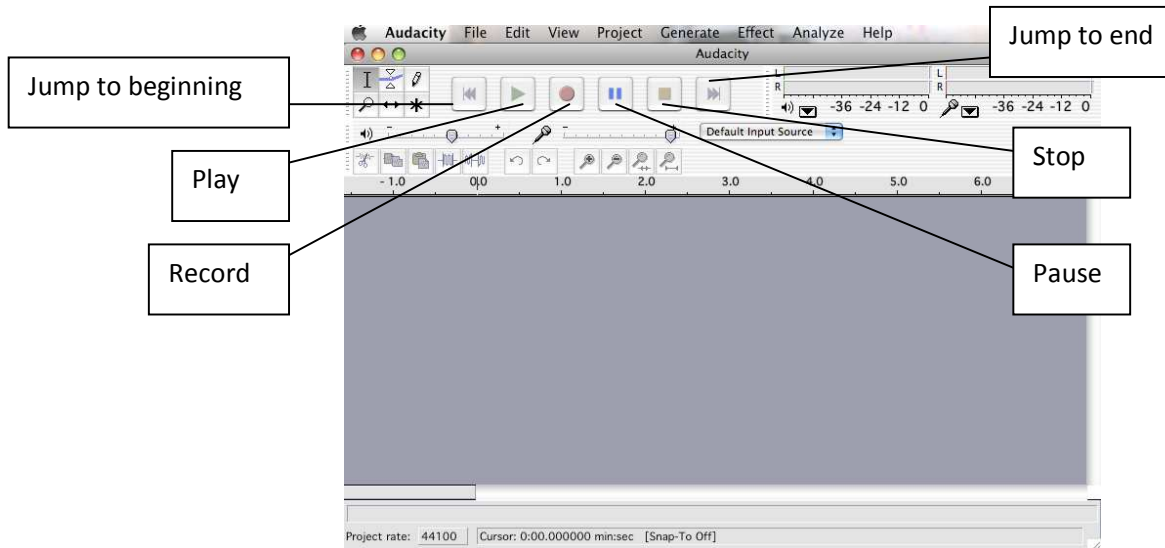 Audacity File Edit View Project Generate Effect Analyze Help
Jump to end
Audacity
Jump to beginning
L
R
-36 -24 -12 0
L
R
-36 -24 -12 0
- +
- +
Default Input Source
Stop
Play
- 1.0 0,0 1.0 2.0 3.0 4.0 5.0 6.0
Record
Pause
Project rate: 44100 Cursor: 0:00.000000 min:sec [Snap-To Off]